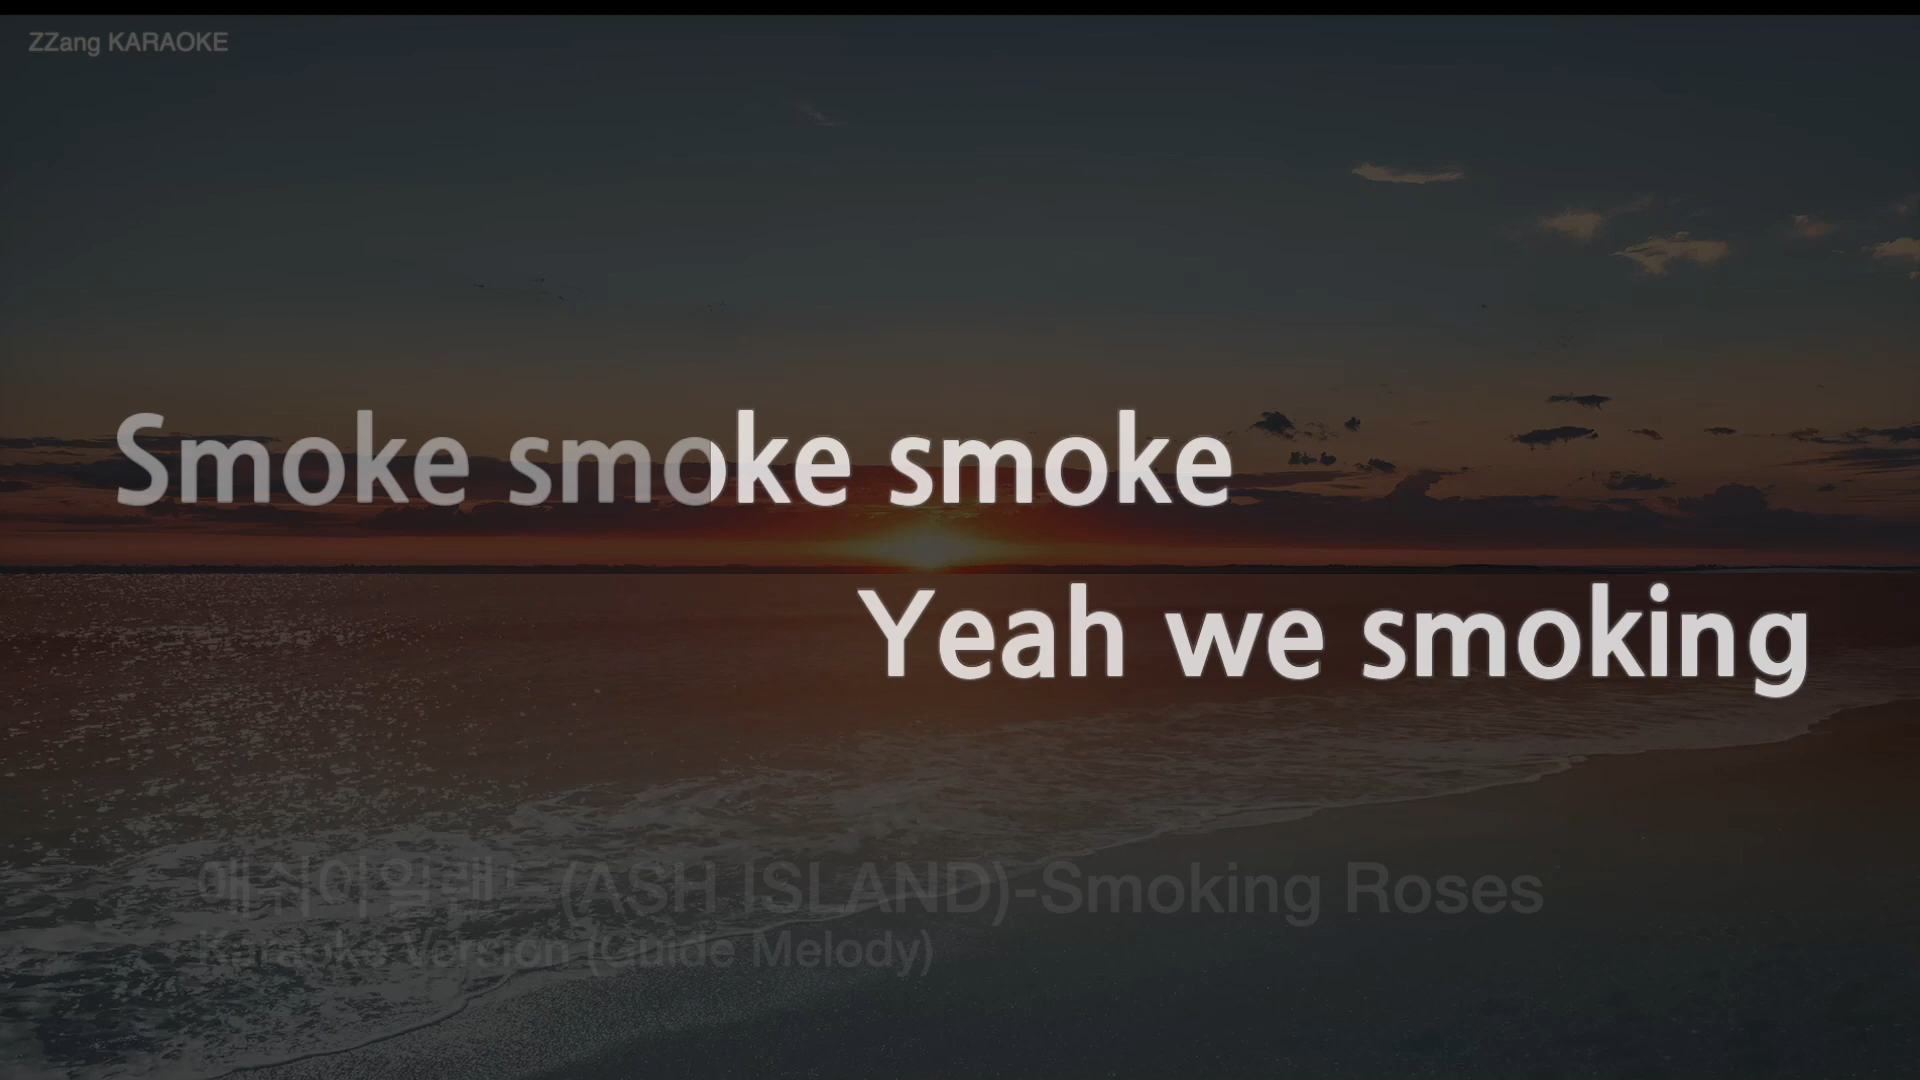 ZZang KARAOKE
Smoke smoke smoke
Yeah we smoking
애쉬아일랜드 (ASH ISLAND)-Smoking Roses
Karaoke Version (Guide Melody)